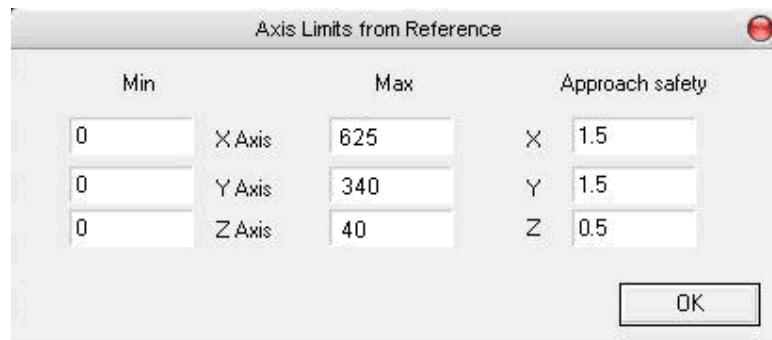 Axis Limits from Reference
Min Max Approach safety
0 X Axis 625 X 1.5
0 Y Axis 340 Y 1.5
0 Z Axis 40 Z 0.5
OK